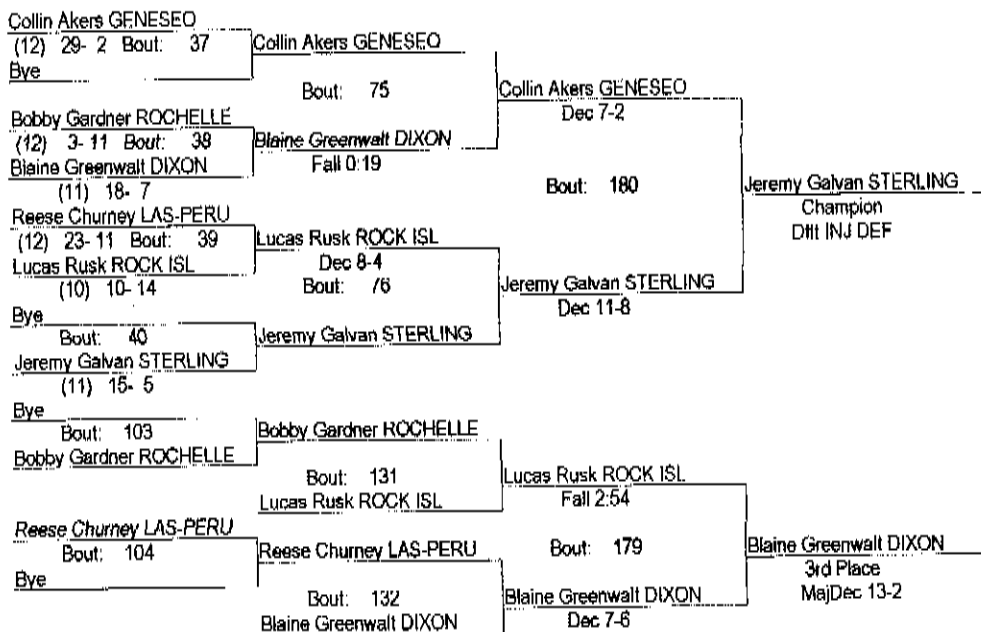 Collin Akers GENESEO
(12) 29- 2 Bout: 37
Bye
Collin Akers GENESEO
Bout: 75
Bobby Gardner ROCHELLE
(12) 3- 11 Bout: 38
Blaine Greenwalt DIXON
(11) 18- 7
Blaine Greenwalt DIXON
Fall 0:19
Collin Akers GENESEO
Dec 7-2
Bout: 180
Reese Churney LAS-PERU
(12) 23- 11 Bout: 39
Lucas Rusk ROCK ISL
(10) 10- 14
Lucas Rusk ROCK ISL
Dec 8-4
Bout: 76
Bye
Bout: 40
Jeremy Galvan STERLING
(11) 15- 5
Jeremy Galvan STERLING
Jeremy Galvan STERLING
Dec 11-8
Jeremy Galvan STERLING
Champion
INJ DEF
Bye
Bout: 103
Bobby Gardner ROCHELLE
Bobby Gardner ROCHELLE
Bout: 131
Lucas Rusk ROCK ISL
Lucas Rusk ROCK ISL
Fall 2:54
Bout: 179
Reese Churney LAS-PERU
Bout: 104
Bye
Reese Churney LAS-PERU
Bout: 132
Blaine Greenwalt DIXON
Blaine Greenwalt DIXON
Dec 7-6
Blaine Greenwalt DIXON
3rd Place
MajDec 13-2